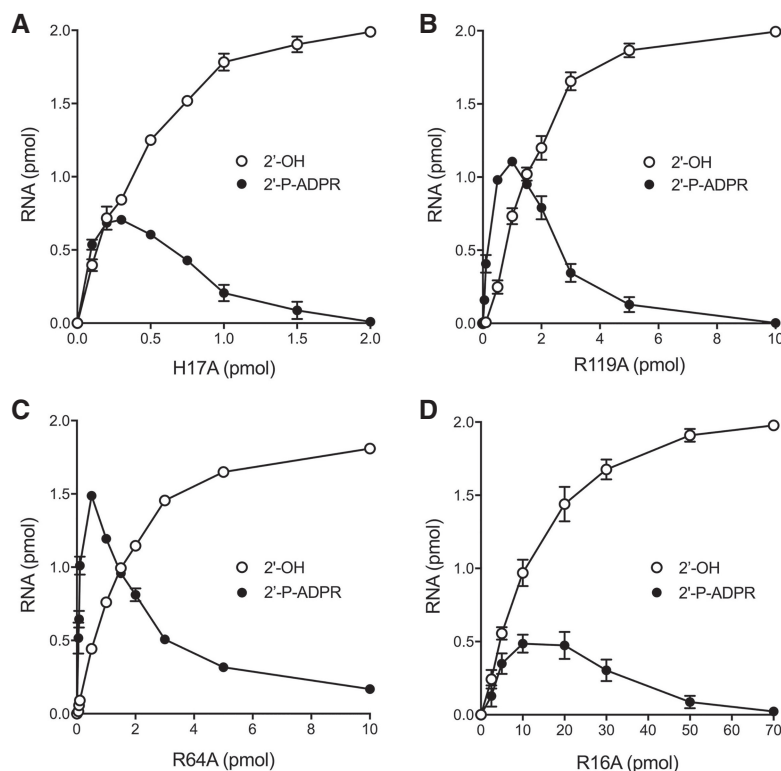 A
2.0
1.5
1.0
0.5
0.0
RNA (pmol)
2'-OH
2'-P-ADPR
0.0 0.5 1.0 1.5 2.0
H17A (pmol)
B
2.0
1.5
1.0
0.5
0.0
RNA (pmol)
2'-OH
2'-P-ADPR
0 2 4 6 8 10
R119A (pmol)
C
2.0
1.5
1.0
0.5
0.0
RNA (pmol)
2'-OH
2'-P-ADPR
0 2 4 6 8 10
R64A (pmol)
D
2.0
1.5
1.0
0.5
0.0
RNA (pmol)
2'-OH
2'-P-ADPR
0 10 20 30 40 50 60 70
R16A (pmol)